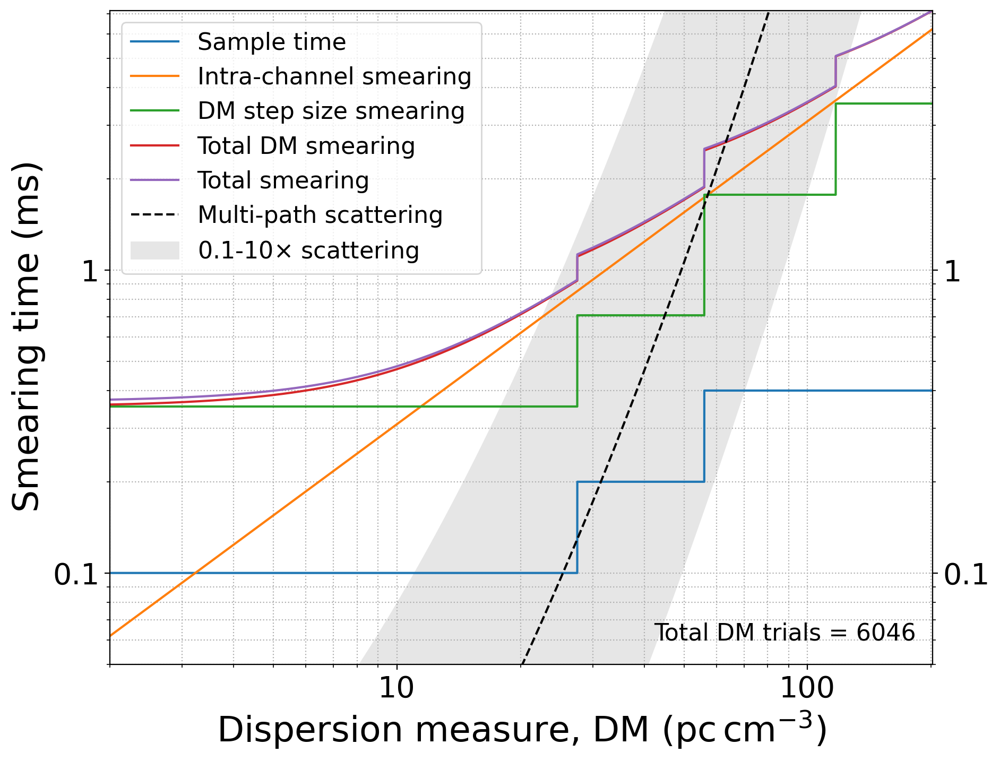 Sample time
Intra-channel smearing
DM step size smearing
Total DM smearing
Total smearing
Multi-path scattering
0.1-10× scattering
Smearing time (ms)
1
0.1
1
0.1
Total DM trials = 6046
10
100
Dispersion measure, DM (pc cm⁻³)